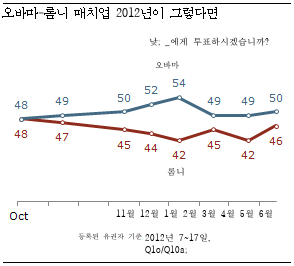 오바마-롬니 매치업 2012년이 그렇다면
낮; _에게 투표하시겠습니까?
오바마
48 49 50 52 54 49 49 50
48 47 45 44 42 45 42 46
롬니
Oct 11월 12월 1월 2월 3월 5월 6월
등록된 유권자 기준 2012년 7~17일,
Q1o/Q10a;